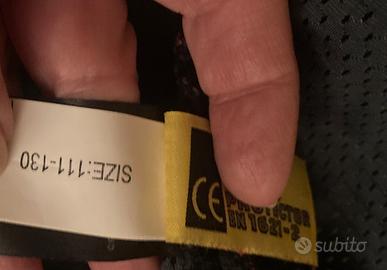 SIZE:111-130
CE
PROTECTOR
EN 1621-2
subito